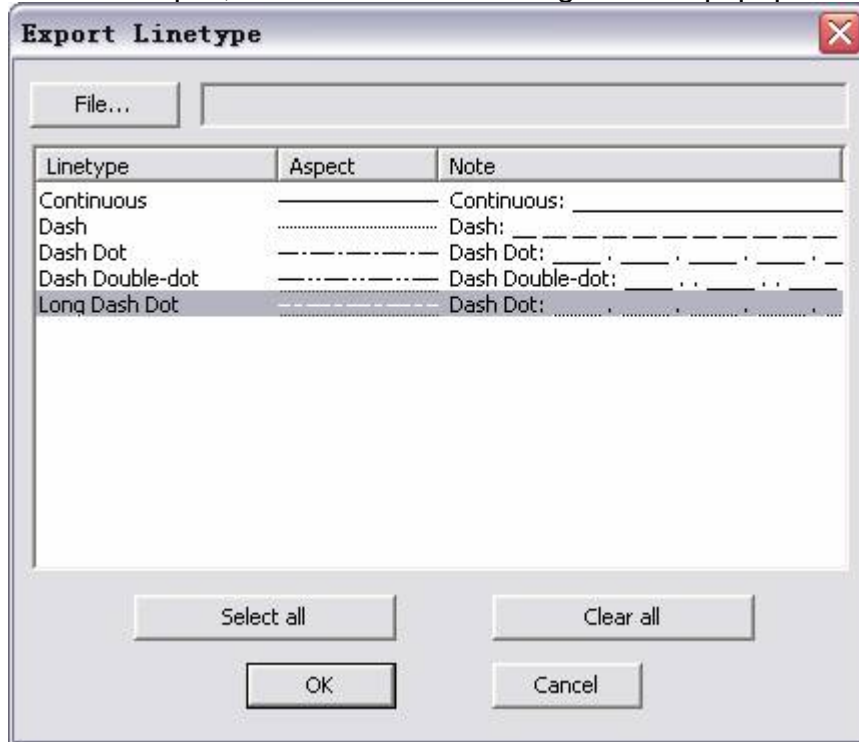 Export Linetype
File...
Linetype Aspect Note
Continuous Continuous:
Dash Dash:
Dash Dot Dash Dot:
Dash Double-dot Dash Double-dot:
Long Dash Dot Dash Dot:
Select all Clear all
OK Cancel